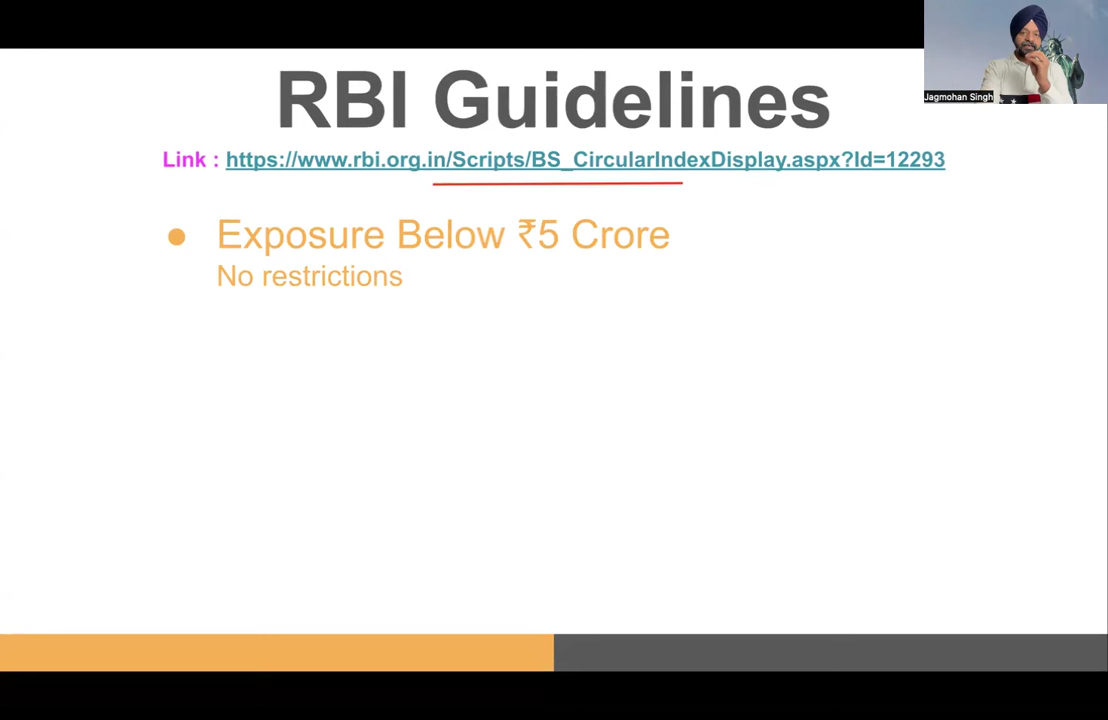 RBI Guidelines
Link : https://www.rbi.org.in/Scripts/BS_CircularIndexDisplay.aspx?Id=12293
● Exposure Below ₹5 Crore
No restrictions
Jagmohan Singh